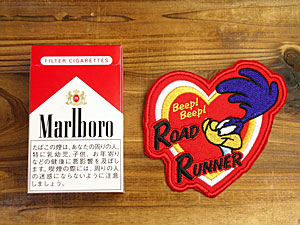 FILTER CIGARETTES
Marlboro
たばこの煙は、あなたの周りの人、
特に乳幼児、子供、お年寄り
などの健康に悪影響を及ぼし
ます。喫煙の際には、周りの人
の迷惑にならないように注意
しましょう。
Beep!
Beep!
ROAD
RUNNER